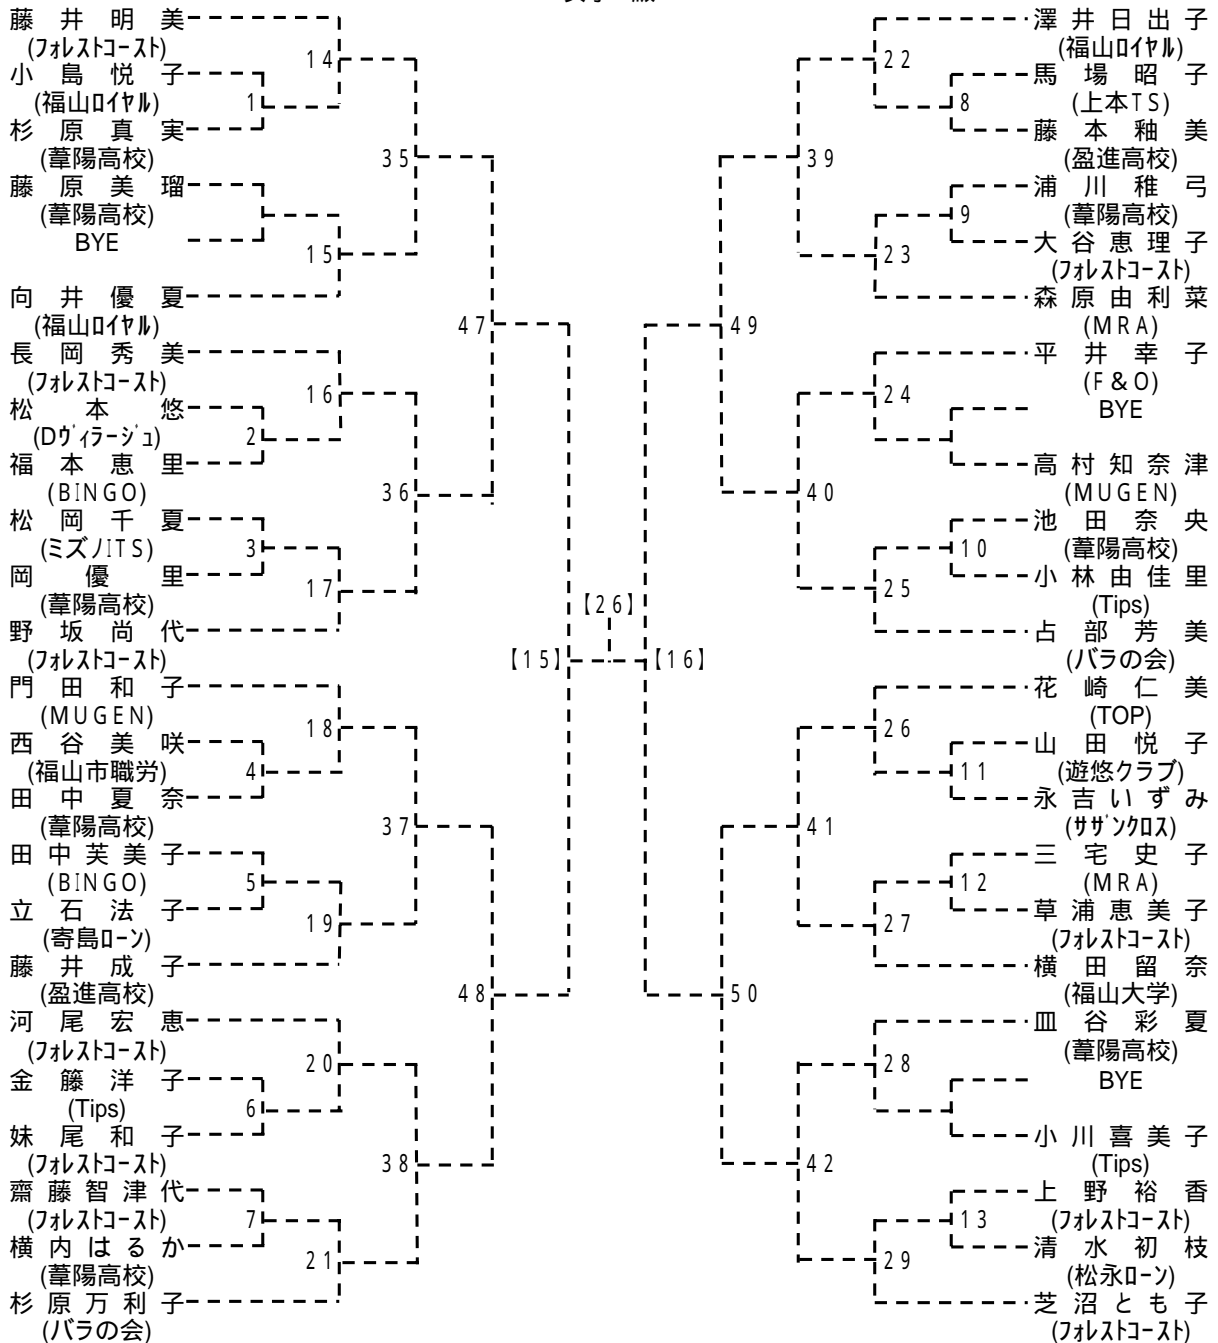 藤井明美
(フォレストコースト)
14
小島悦子
(福山ロイヤル)
1
杉原真実
(葦陽高校)
35
藤原美瑠
(葦陽高校)
BYE
15
向井優夏
(福山ロイヤル)
47
長岡秀美
(フォレストコースト)
16
松本悠
(Dヴィラージュ)
2
福本恵里
(BINGO)
36
松岡千夏
(ミズノITS)
3
岡優里
(葦陽高校)
17
野坂尚代
(フォレストコースト)
【15】
門田和子
(MUGEN)
18
西谷美咲
(福山市職労)
4
田中夏奈
(葦陽高校)
37
田中芙美子
(BINGO)
5
立石法子
(寄島ローン)
19
藤井成子
(盈進高校)
48
河尾宏恵
(フォレストコースト)
20
金籐洋子
(Tips)
6
妹尾和子
(フォレストコースト)
38
齋藤智津代
(フォレストコースト)
7
横内はるか
(葦陽高校)
21
杉原万利子
(バラの会)
【26】
澤井日出子
(福山ロイヤル)
22
馬場昭子
(上本TS)
8
藤本釉美
(盈進高校)
39
浦川稚弓
(葦陽高校)
9
大谷恵理子
(フォレストコースト)
23
森原由利菜
(MRA)
49
平井幸子
(F&O)
24
BYE
高村知奈津
(MUGEN)
40
池田奈央
(葦陽高校)
10
小林由佳里
(Tips)
25
占部芳美
(バラの会)
【16】
花崎仁美
(TOP)
26
山田悦子
(遊悠クラブ)
11
永吉いずみ
(サザンクロス)
41
三宅史子
(MRA)
12
草浦恵美子
(フォレストコースト)
27
横田留奈
(福山大学)
50
皿谷彩夏
(葦陽高校)
28
BYE
小川喜美子
(Tips)
42
上野裕香
(フォレストコースト)
13
清水初枝
(松永ローン)
29
芝沼とも子
(フォレストコースト)